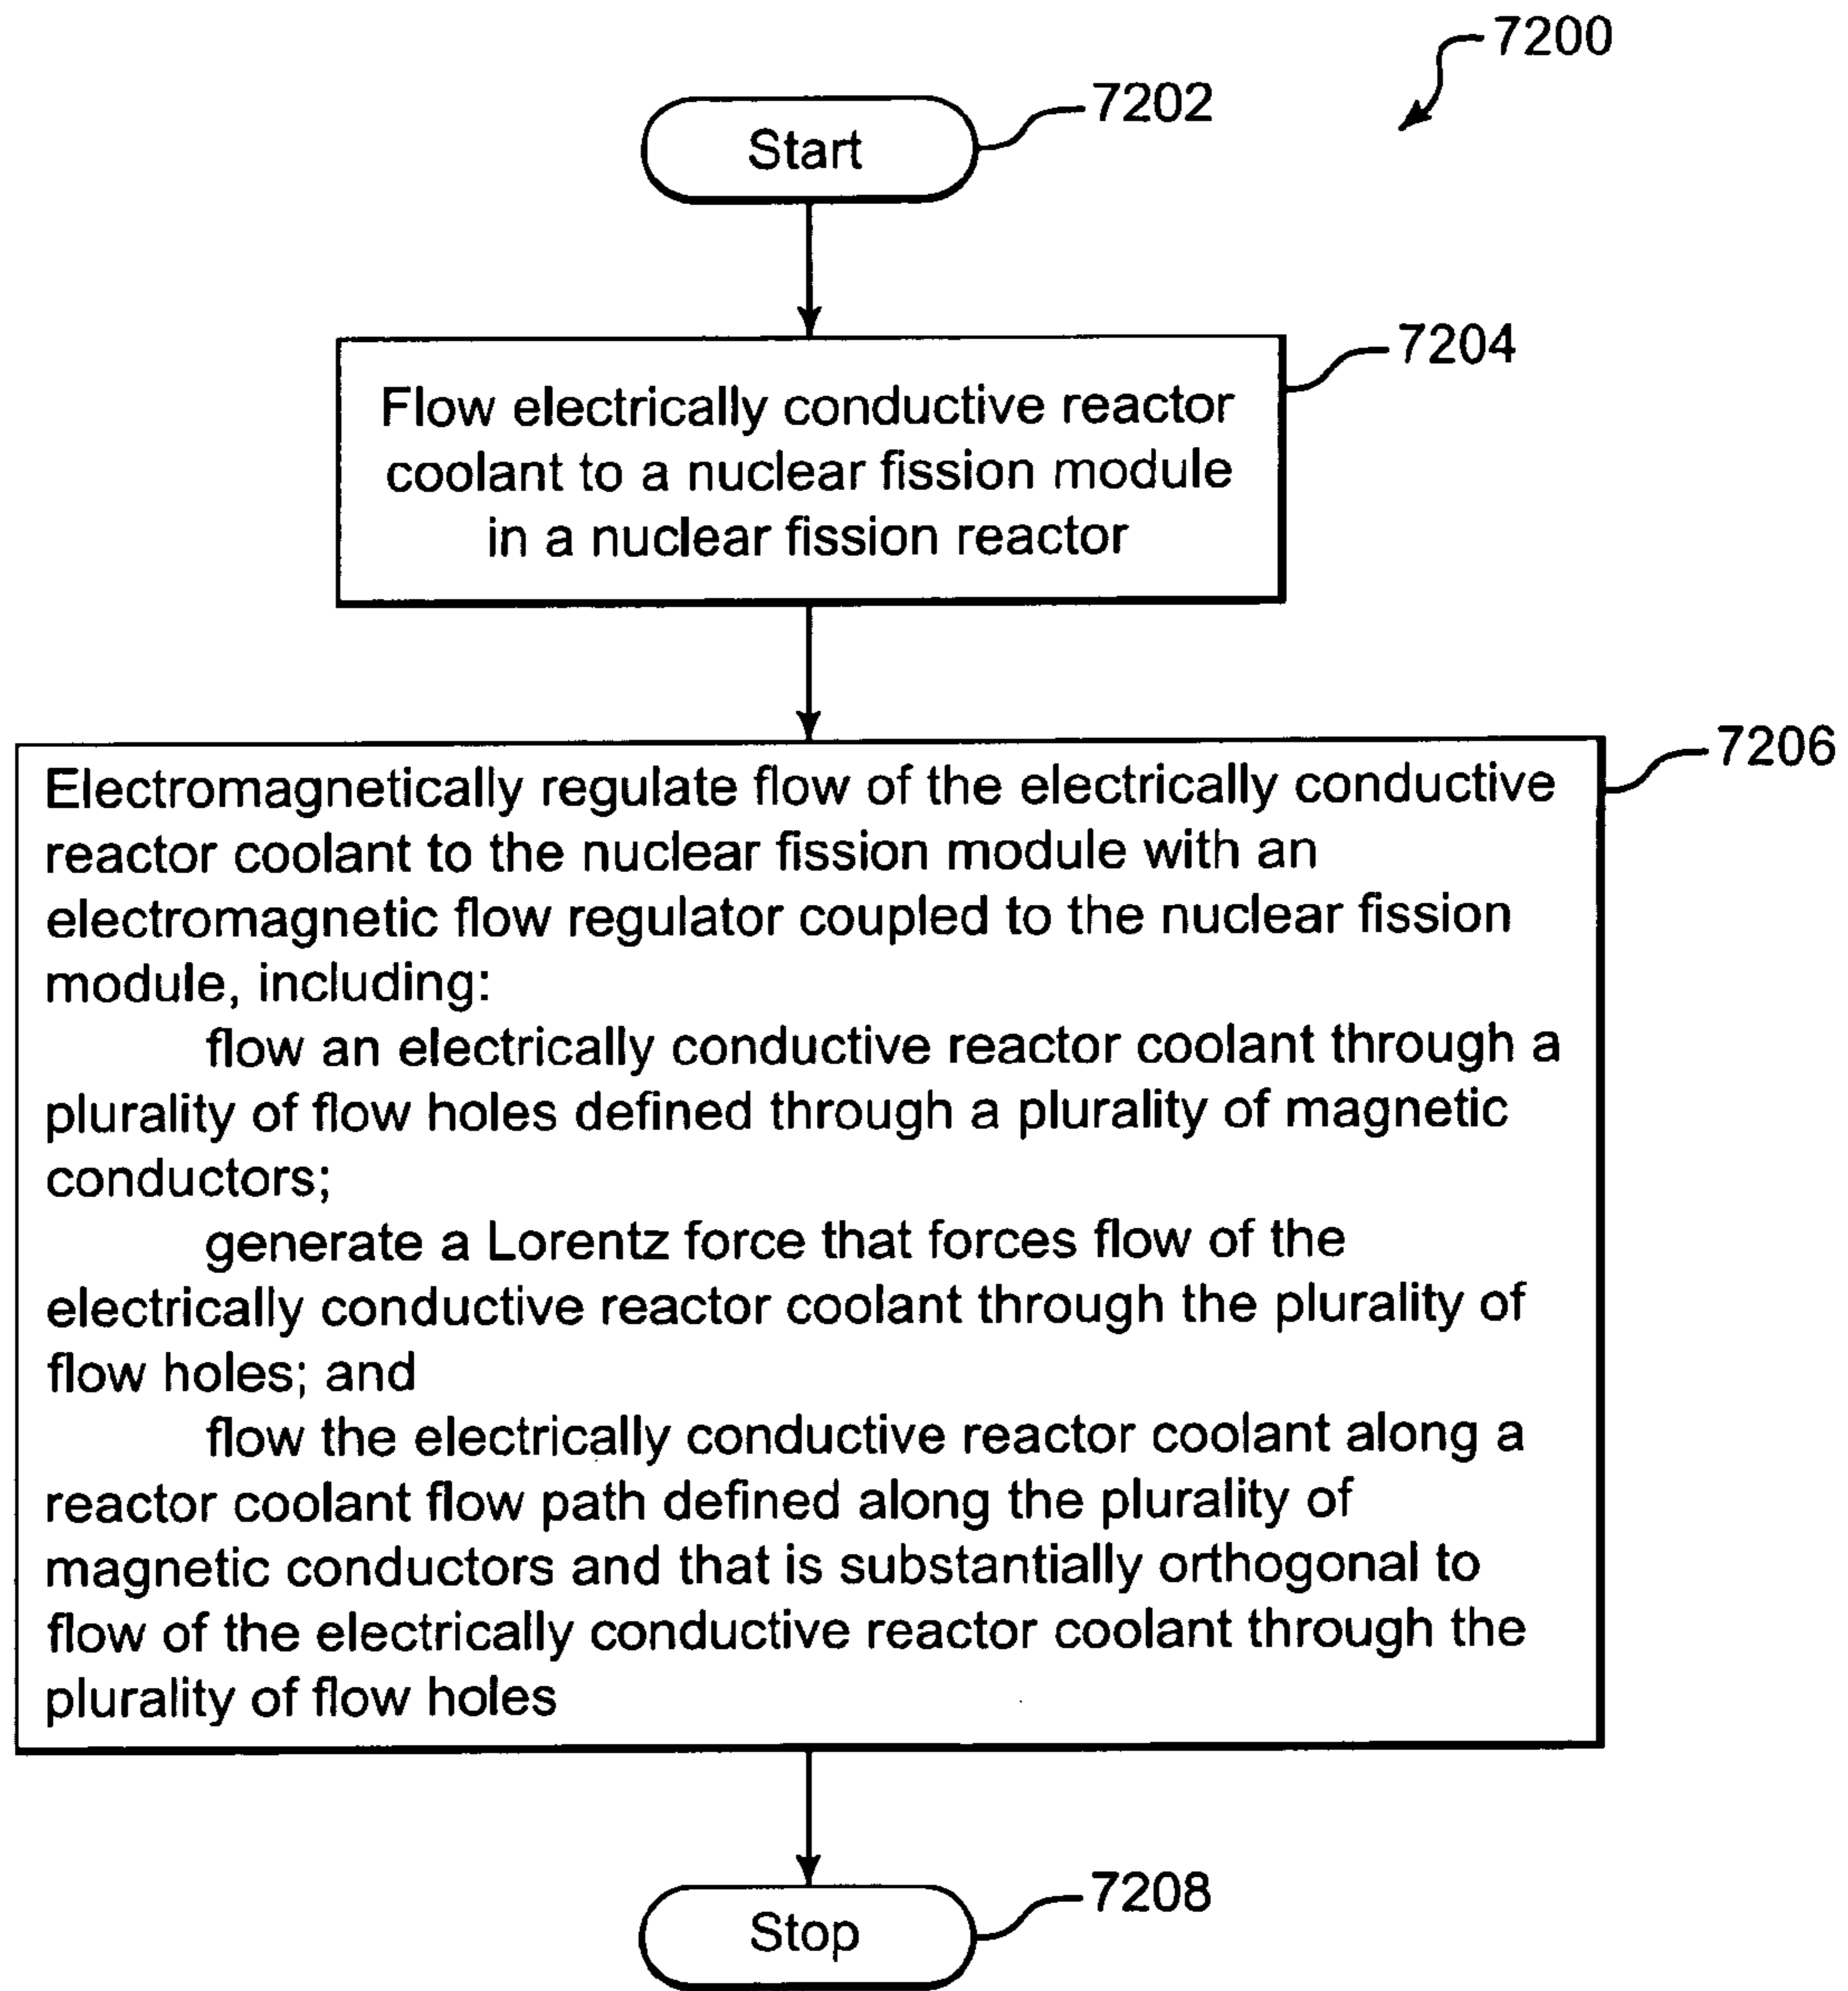 7200
Start
7202
Flow electrically conductive reactor
coolant to a nuclear fission module
in a nuclear fission reactor
7204
Electromagnetically regulate flow of the electrically conductive
reactor coolant to the nuclear fission module with an
electromagnetic flow regulator coupled to the nuclear fission
module, including:
flow an electrically conductive reactor coolant through a
plurality of flow holes defined through a plurality of magnetic
conductors;
generate a Lorentz force that forces flow of the
electrically conductive reactor coolant through the plurality of
flow holes; and
flow the electrically conductive reactor coolant along a
reactor coolant flow path defined along the plurality of
magnetic conductors and that is substantially orthogonal to
flow of the electrically conductive reactor coolant through the
plurality of flow holes
7206
Stop
7208